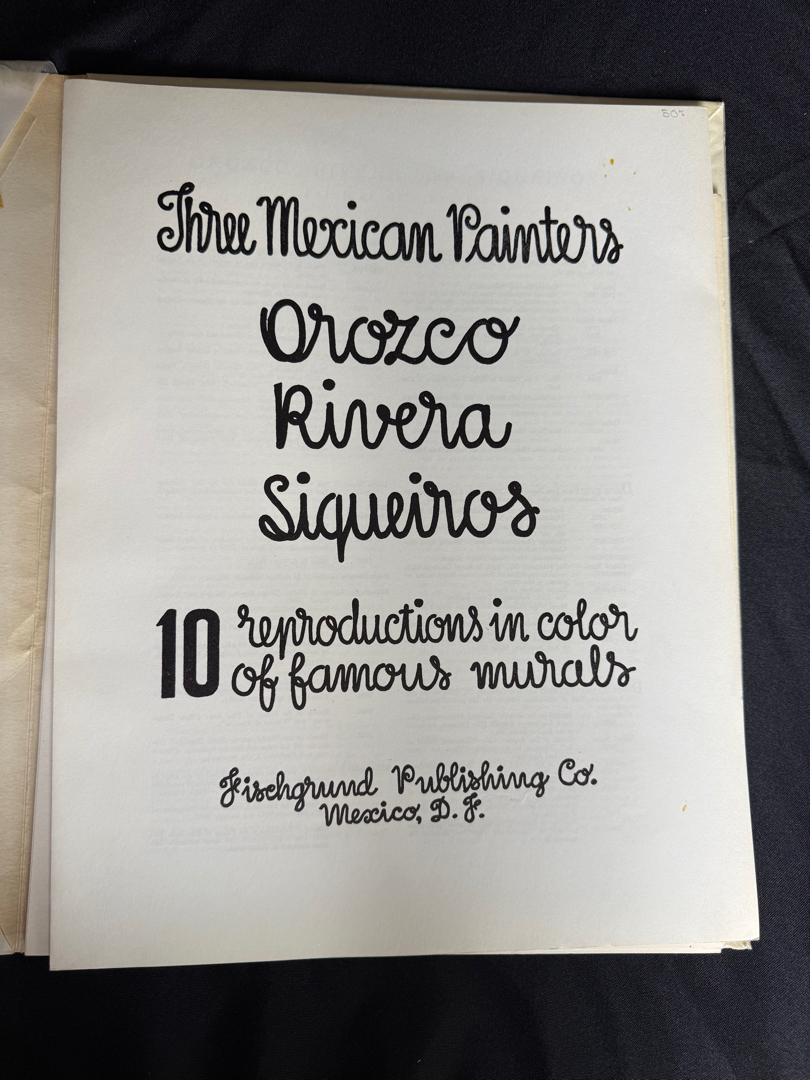 Three Mexican Painters
Orozco
Rivera
Siqueiros
10 reproductions in color
of famous murals
Fischgrund Publishing Co.
Mexico, D. F.